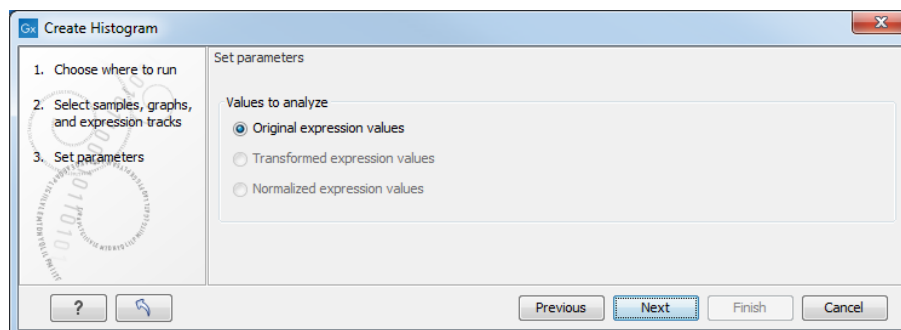 Gx Create Histogram
X
1. Choose where to run
2. Select samples, graphs,
and expression tracks
3. Set parameters
Set parameters
Values to analyze
Original expression values
Transformed expression values
Normalized expression values
?
Previous
Next
Finish
Cancel